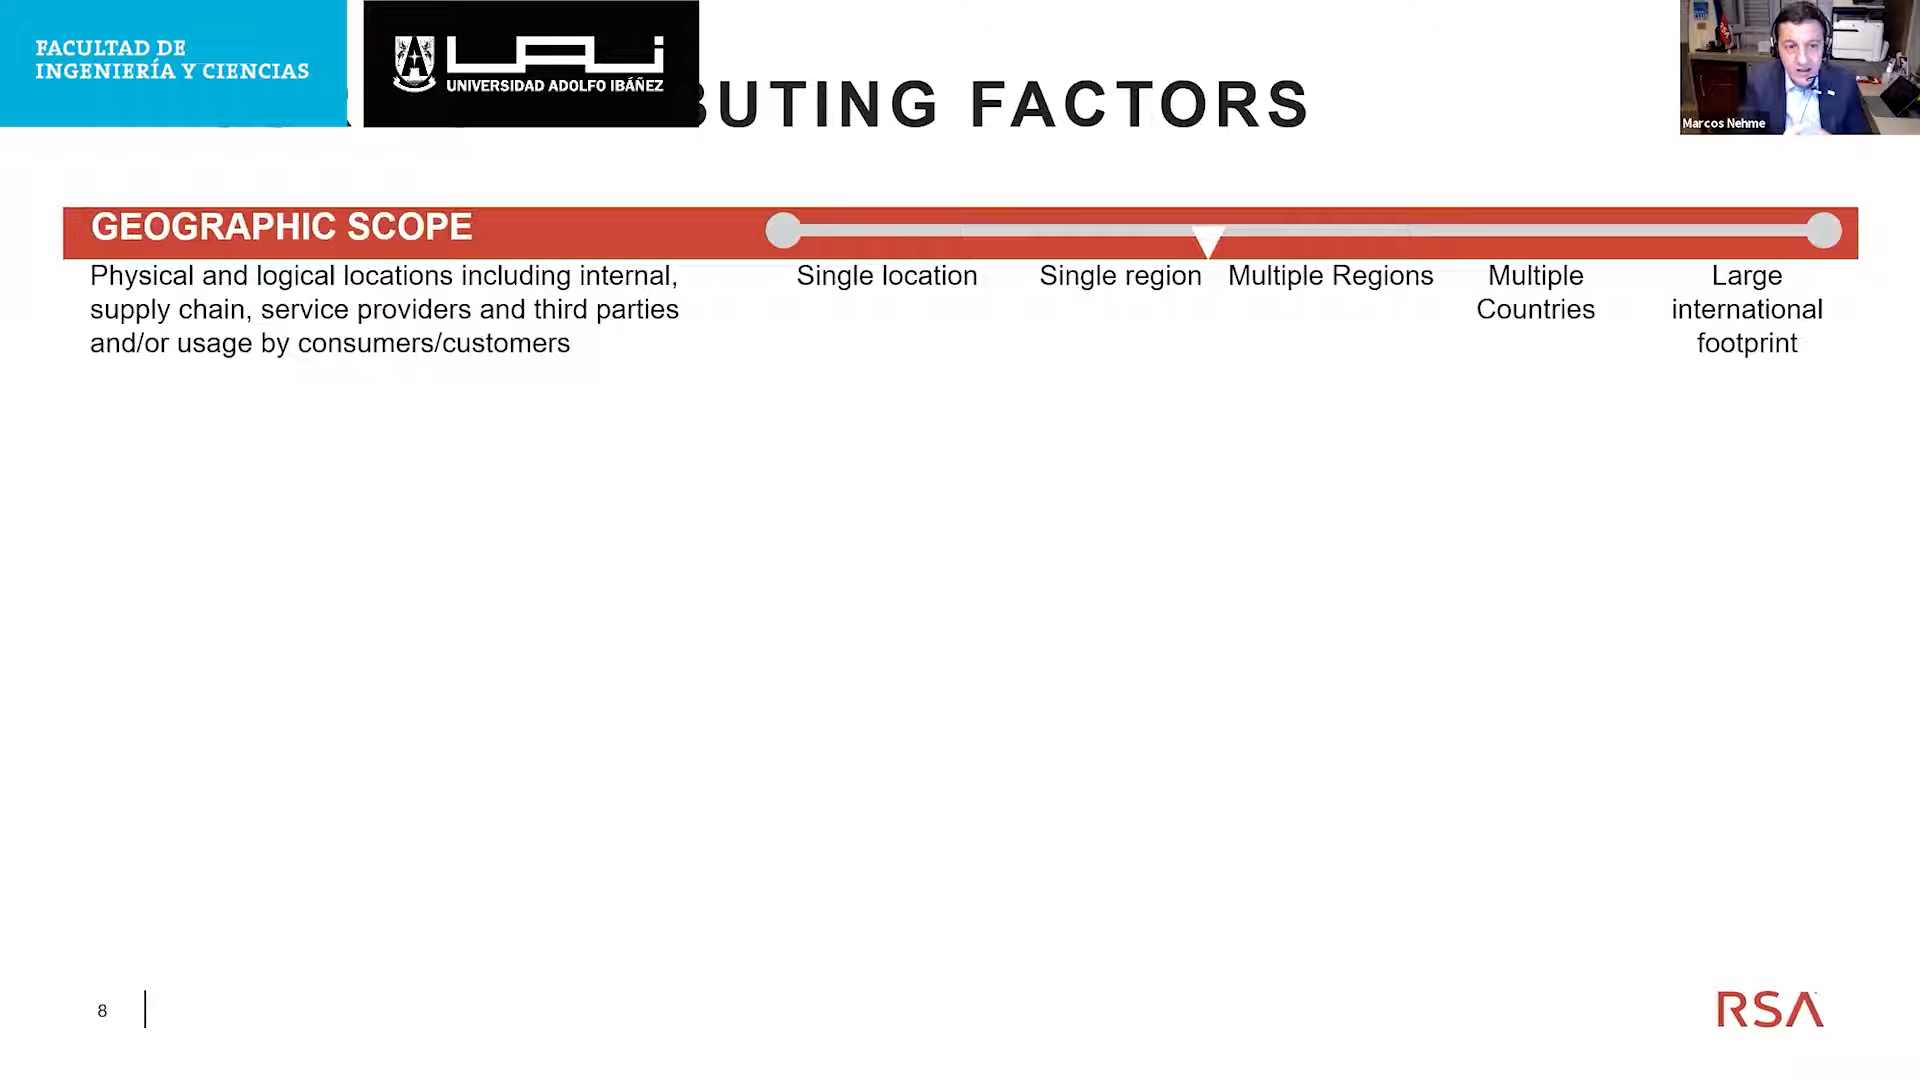 FACULTAD DE
INGENIERÍA Y CIENCIAS
UAI
UNIVERSIDAD ADOLFO IBÁÑEZ
BUTING FACTORS
Marcos Nehme
GEOGRAPHIC SCOPE
Physical and logical locations including internal,
supply chain, service providers and third parties
and/or usage by consumers/customers
Single location
Single region
Multiple Regions
Multiple
Countries
Large
international
footprint
8
RSA